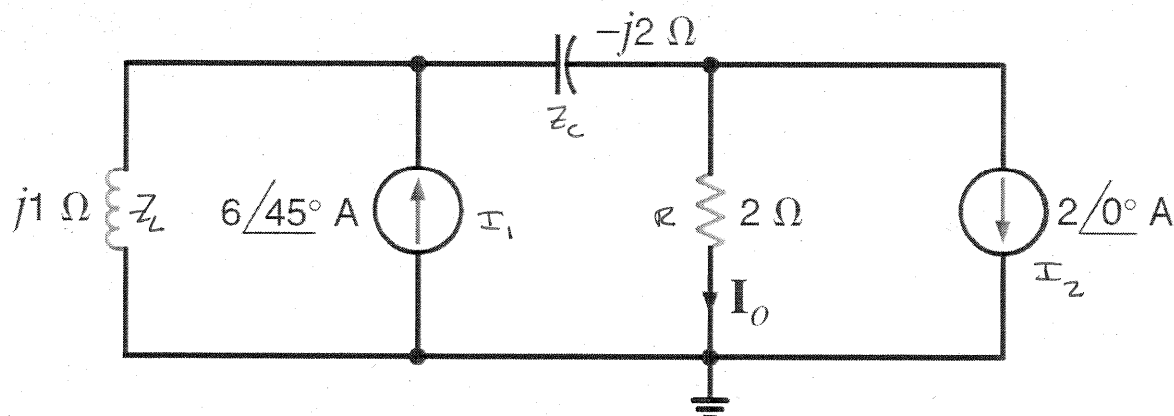 −j2 Ω
Z_C
j1 Ω
Z_L
6/45° A
I_1
R
2 Ω
I_O
2/0° A
I_2